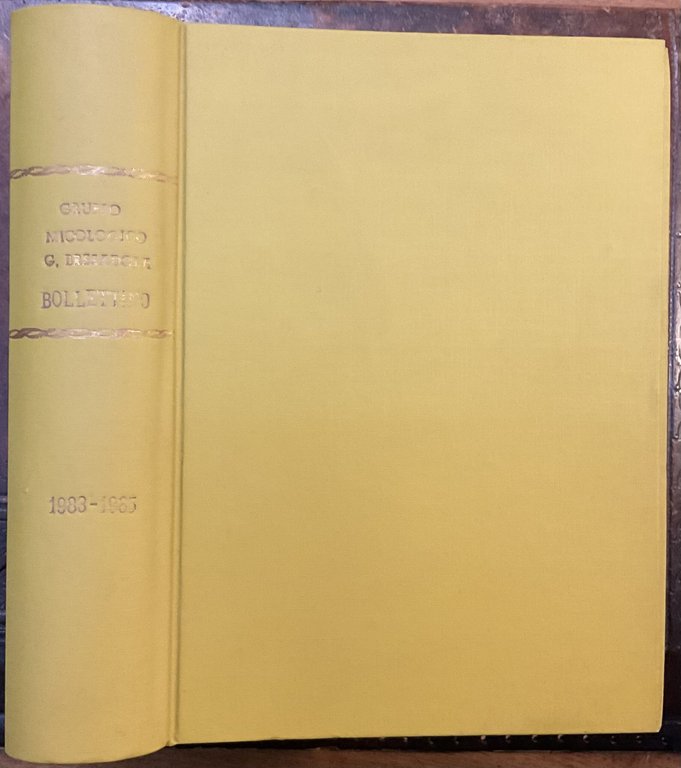 GRUPPO
MICOLOGICO
G. BRESADOLA
BOLLETTINO
1983-1985